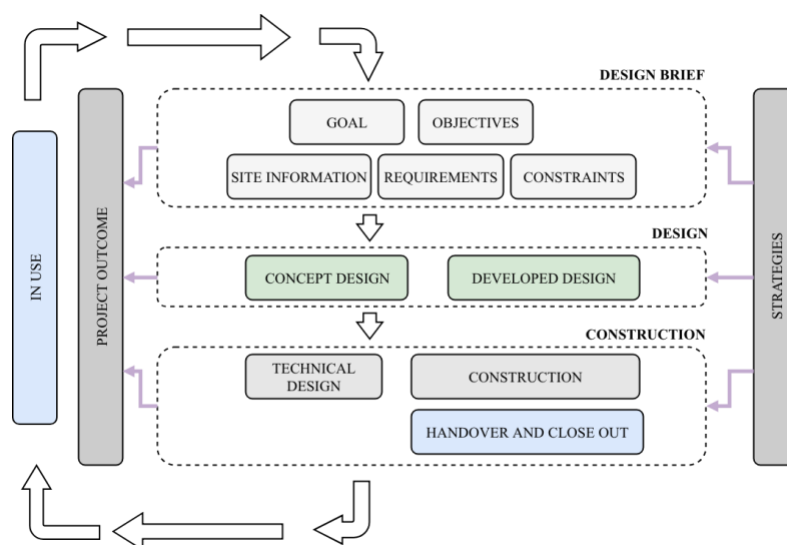 DESIGN BRIEF
GOAL
OBJECTIVES
SITE INFORMATION
REQUIREMENTS
CONSTRAINTS
DESIGN
CONCEPT DESIGN
DEVELOPED DESIGN
CONSTRUCTION
TECHNICAL
DESIGN
CONSTRUCTION
HANDOVER AND CLOSE OUT
IN USE
PROJECT OUTCOME
STRATEGIES